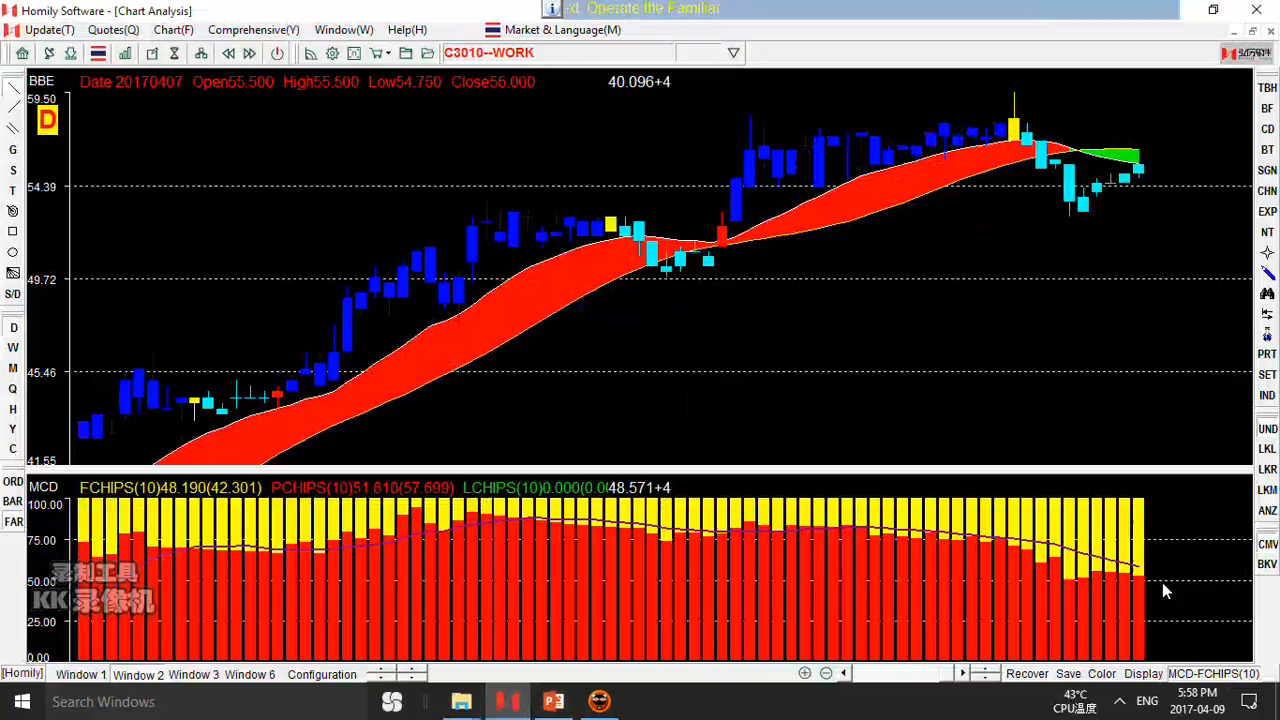 Homily Software - [Chart Analysis]
xt. Operate the Familiar
Update(T) Quotes(Q) Chart(F) Comprehensive(Y) Window(W) Help(H) Market & Language(M)
C3010--WORK
BBE Date 20170407 Open55.500 High55.500 Low54.750 Close55.000 40.096+4
59.50
D
54.39
49.72
45.46
41.55
MCD FCHIPS(10)48.190(42.301) PCHIPS(10)51.810(57.699) LCHIPS(10)0.000(0.0 48.571+4
100.00
75.00
50.00
25.00
0.00
录制工具
KK 录像机
G
S
T
S/D
D
W
M
Q
H
Y
C
ORD
BAR
FAR
TBH
BF
CD
BT
SGN
CHN
EXP
NT
PRT
SET
IND
UND
LKL
LKR
LKM
ANZ
CMV
BKV
[Homily] Window 1 Window 2 Window 3 Window 6 Configuration Recover Save Color Display MCD-FCHIPS(10)
Search Windows
43℃
CPU温度
ENG
5:58 PM
2017-04-09